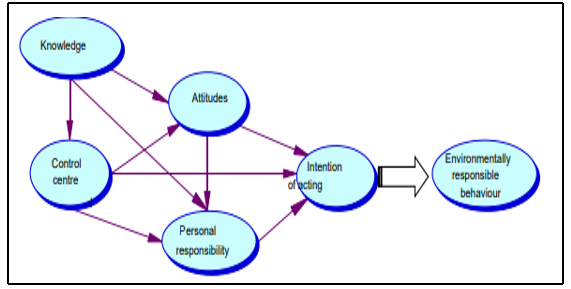 Knowledge
Attitudes
Control
centre
Intention
of acting
Environmentally
responsible
behaviour
Personal
responsibility